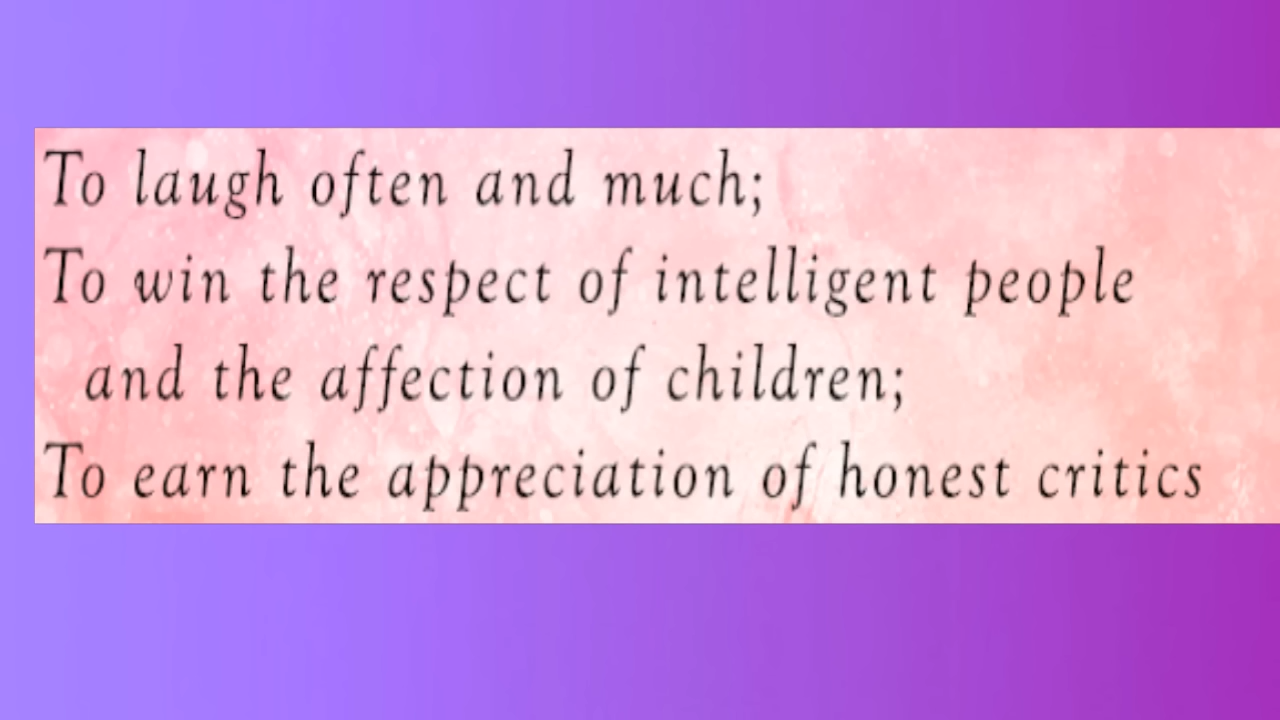 To laugh often and much;
To win the respect of intelligent people
and the affection of children;
To earn the appreciation of honest critics